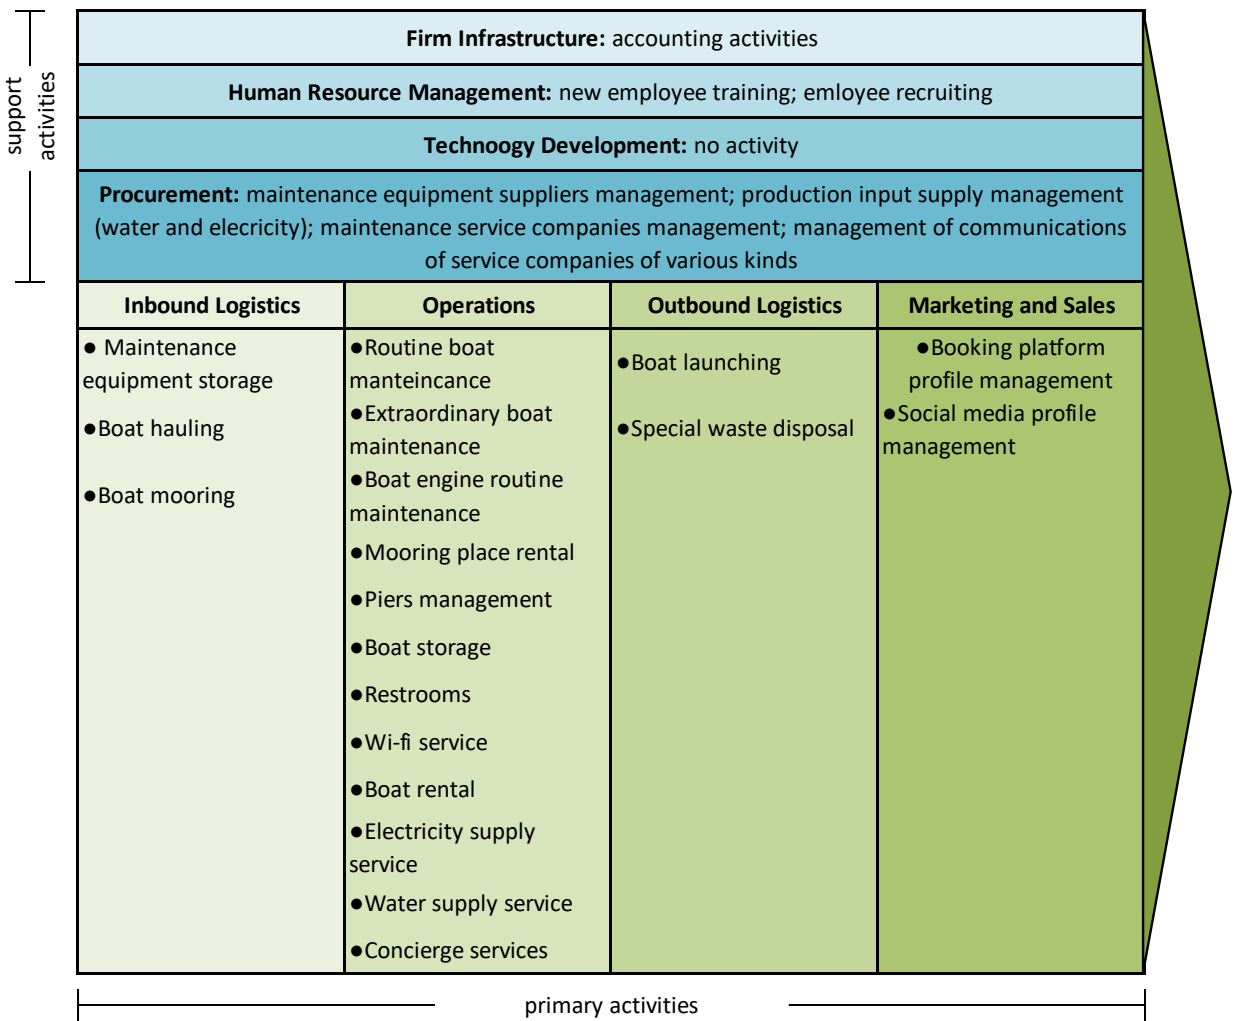 support
activities
Firm Infrastructure: accounting activities
Human Resource Management: new employee training; emloyee recruiting
Technoogy Development: no activity
Procurement: maintenance equipment suppliers management; production input supply management
(water and elecricity); maintenance service companies management; management of communications
of service companies of various kinds
Inbound Logistics
● Maintenance
equipment storage
●Boat hauling
●Boat mooring
Operations
●Routine boat
manteincance
●Extraordinary boat
maintenance
●Boat engine routine
maintenance
●Mooring place rental
●Piers management
●Boat storage
●Restrooms
●Wi-fi service
●Boat rental
●Electricity supply
service
●Water supply service
●Concierge services
Outbound Logistics
●Boat launching
●Special waste disposal
Marketing and Sales
●Booking platform
profile management
●Social media profile
management
primary activities